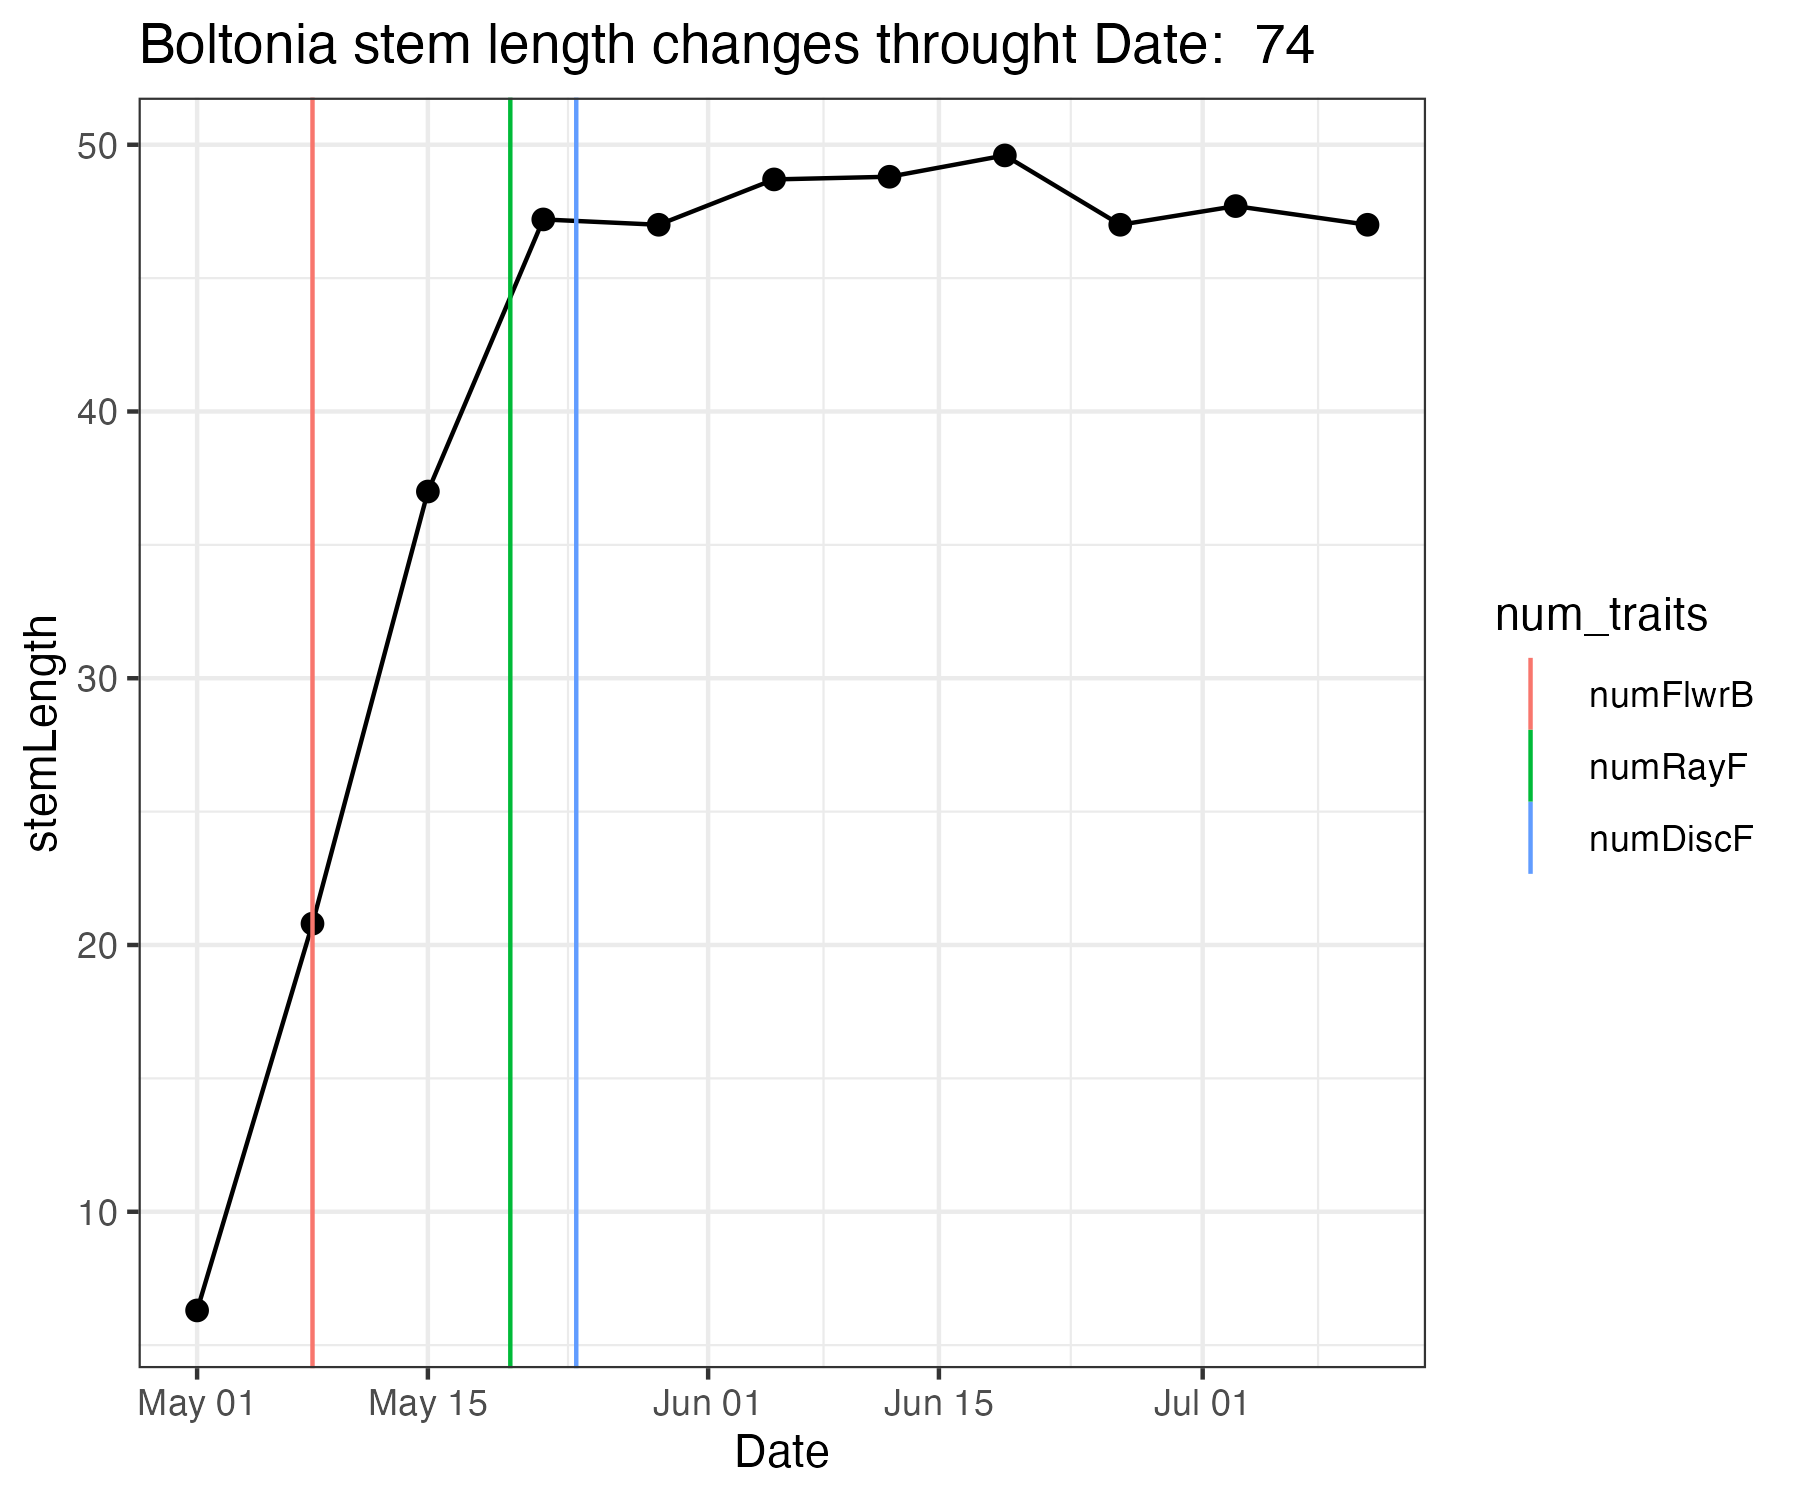 Boltonia stem length changes throught Date:  74
50
40
30
20
10
stemLength
May 01
May 15
Jun 01
Jun 15
Jul 01
Date
num_traits
numFlwrB
numRayF
numDiscF